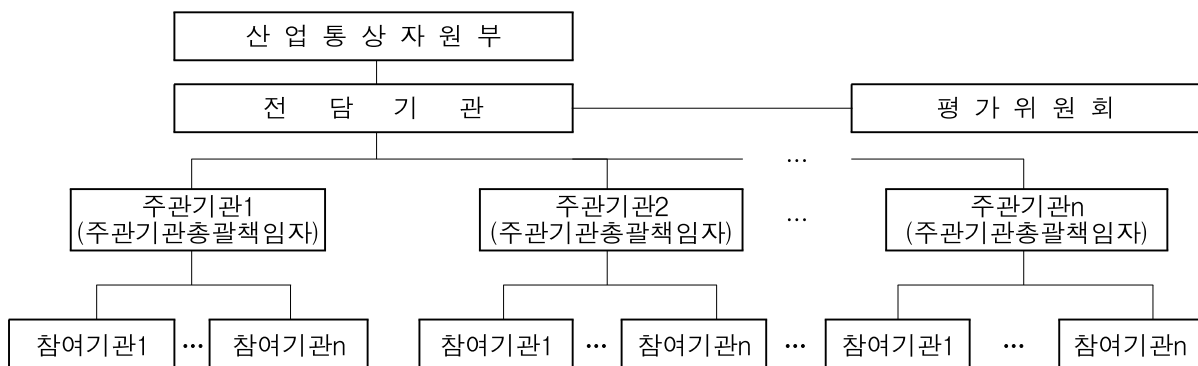 산 업 통 상 자 원 부
전 담 기 관
평 가 위 원 회
...
주관기관1
(주관기관총괄책임자)
주관기관2
(주관기관총괄책임자)
...
주관기관n
(주관기관총괄책임자)
참여기관1 ... 참여기관n
참여기관1 ... 참여기관n ... 참여기관1 ... 참여기관n